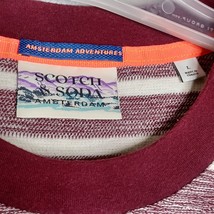 AMSTERDAM ADVENTURES
SCOTCH
& SODA
AMSTERDAM
L